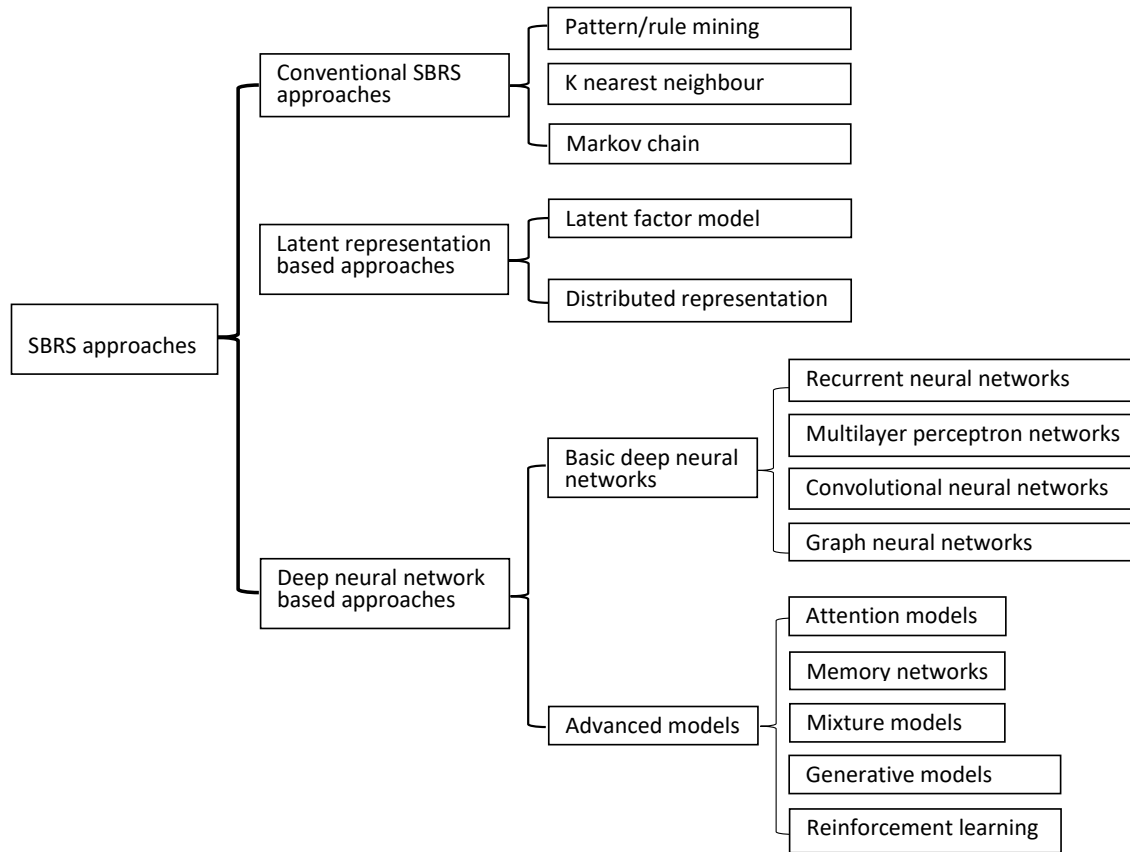 SBRS approaches
Conventional SBRS
approaches
Pattern/rule mining
K nearest neighbour
Markov chain
Latent representation
based approaches
Latent factor model
Distributed representation
Deep neural network
based approaches
Basic deep neural
networks
Recurrent neural networks
Multilayer perceptron networks
Convolutional neural networks
Graph neural networks
Advanced models
Attention models
Memory networks
Mixture models
Generative models
Reinforcement learning